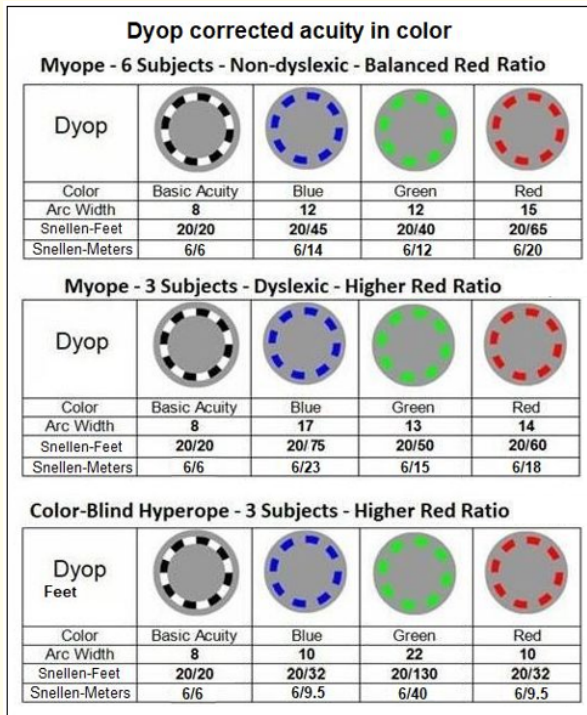 Dyop corrected acuity in color
Myope - 6 Subjects - Non-dyslexic - Balanced Red Ratio
Dyop
Color Basic Acuity Blue Green Red
Arc Width 8 12 12 15
Snellen-Feet 20/20 20/45 20/40 20/65
Snellen-Meters 6/6 6/14 6/12 6/20
Myope - 3 Subjects - Dyslexic - Higher Red Ratio
Dyop
Color Basic Acuity Blue Green Red
Arc Width 8 17 13 14
Snellen-Feet 20/20 20/75 20/50 20/60
Snellen-Meters 6/6 6/23 6/15 6/18
Color-Blind Hyperope - 3 Subjects - Higher Red Ratio
Dyop
Feet
Color Basic Acuity Blue Green Red
Arc Width 8 10 22 10
Snellen-Feet 20/20 20/32 20/130 20/32
Snellen-Meters 6/6 6/9.5 6/40 6/9.5